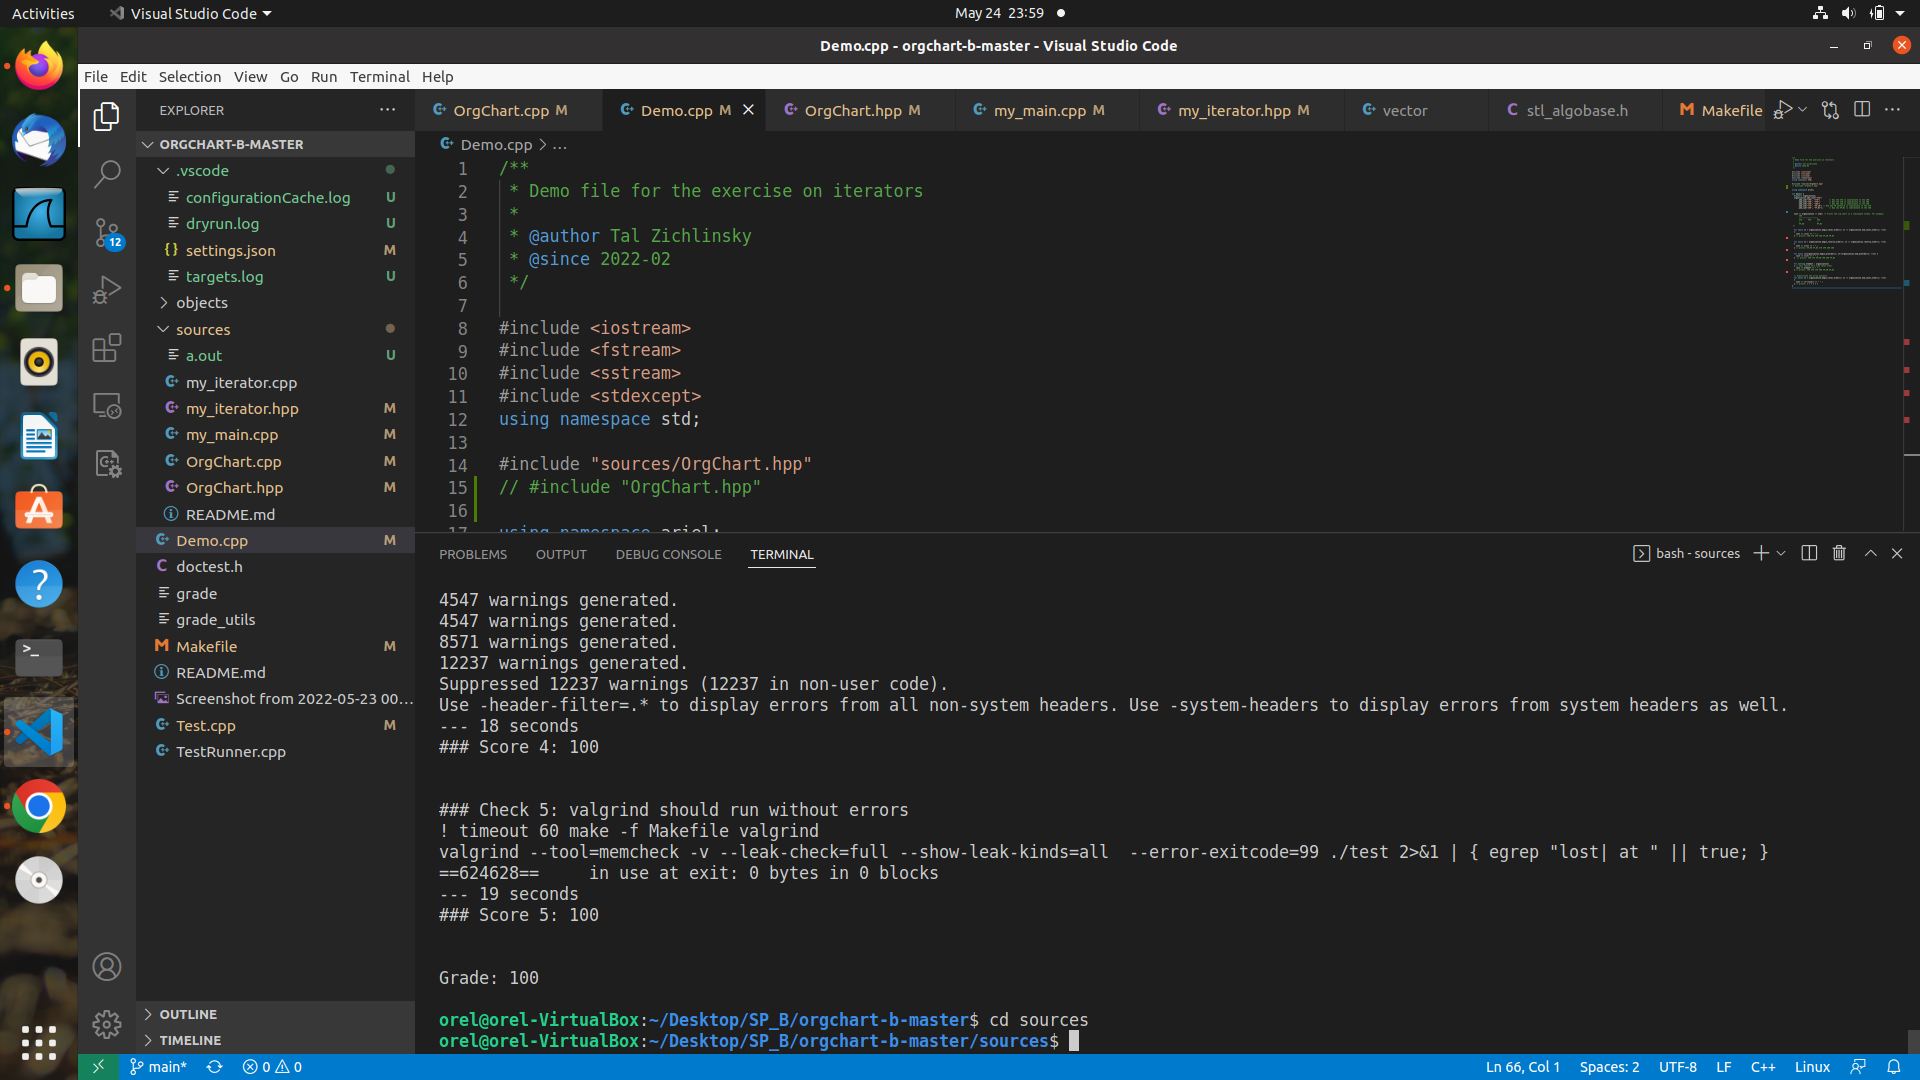 Activities
Visual Studio Code
May 24 23:59
Demo.cpp - orgchart-b-master - Visual Studio Code
File Edit Selection View Go Run Terminal Help
EXPLORER
ORGCHART-B-MASTER
.vscode
configurationCache.log U
dryrun.log U
settings.json M
targets.log U
objects
sources
a.out U
my_iterator.cpp
my_iterator.hpp M
my_main.cpp M
OrgChart.cpp M
OrgChart.hpp M
README.md
Demo.cpp M
doctest.h
grade
grade_utils
Makefile M
README.md
Screenshot from 2022-05-23 00...
Test.cpp M
TestRunner.cpp
OUTLINE
TIMELINE
12
OrgChart.cpp M
Demo.cpp M
OrgChart.hpp M
my_main.cpp M
my_iterator.hpp M
vector
stl_algobase.h
Makefile
Demo.cpp > ...
1 /**
2 * Demo file for the exercise on iterators
3 *
4 * @author Tal Zichlinsky
5 * @since 2022-02
6 */
7
8 #include <iostream>
9 #include <fstream>
10 #include <sstream>
11 #include <stdexcept>
12 using namespace std;
13
14 #include "sources/OrgChart.hpp"
15 // #include "OrgChart.hpp"
16
17 using namespace ariel;
PROBLEMS OUTPUT DEBUG CONSOLE TERMINAL
bash - sources
4547 warnings generated.
4547 warnings generated.
8571 warnings generated.
12237 warnings generated.
Suppressed 12237 warnings (12237 in non-user code).
Use -header-filter=.* to display errors from all non-system headers. Use -system-headers to display errors from system headers as well.
--- 18 seconds
### Score 4: 100
### Check 5: valgrind should run without errors
! timeout 60 make -f Makefile valgrind
valgrind --tool=memcheck -v --leak-check=full --show-leak-kinds=all  --error-exitcode=99 ./test 2>&1 | { egrep "lost| at " || true; }
==624628==     in use at exit: 0 bytes in 0 blocks
--- 19 seconds
### Score 5: 100
Grade: 100
orel@orel-VirtualBox:~/Desktop/SP_B/orgchart-b-master$ cd sources
orel@orel-VirtualBox:~/Desktop/SP_B/orgchart-b-master/sources$
main* 0 0
Ln 66, Col 1 Spaces: 2 UTF-8 LF C++ Linux